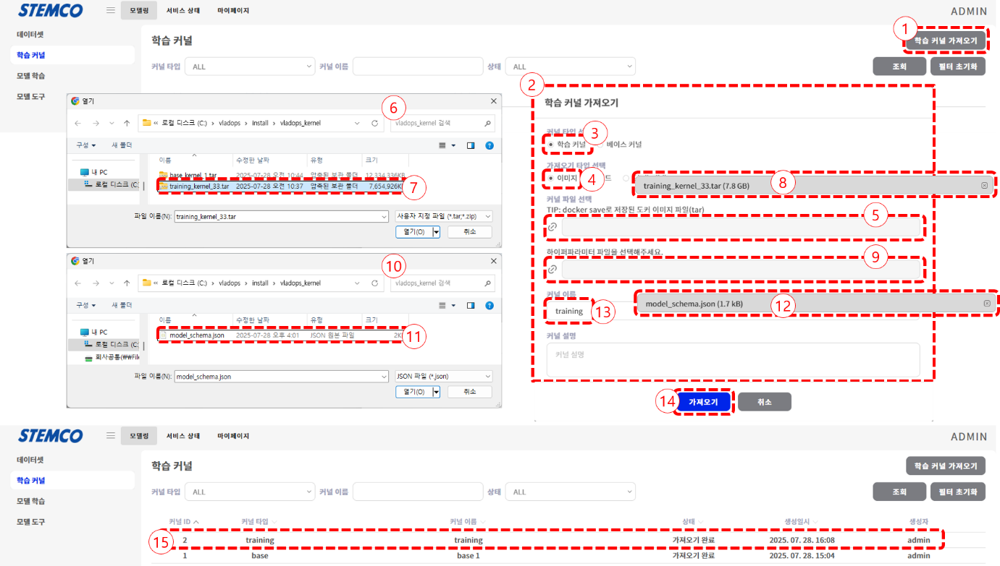 STEMCO 모델링 서비스 상태 마이페이지 ADMIN
데이터셋
학습 커널
모델 학습
모델 도구
학습 커널
1
학습 커널 가져오기
커널 타입 ALL 커널 이름 상태 ALL 조회 필터 초기화
열기
6
« 로컬 디스크 (C:) › vladops › install › vladops_kernel
vladops_kernel 검색
구성 새 폴더
내 PC
로컬 디스크 (C:
이름 수정한 날짜 유형 크기
base_kernel_1.tar 2025-07-28 오전 10:44 압축된 보관 폴더 12,334,336KB
training_kernel_33.tar 2025-07-28 오전 10:37 압축된 보관 폴더 7,654,926K
7
파일 이름(N): training_kernel_33.tar 사용자 지정 파일 (*.tar;*.zip)
열기(O) 취소
열기
10
« 로컬 디스크 (C:) › vladops › install › vladops_kernel
vladops_kernel 검색
구성 새 폴더
내 PC
로컬 디스크 (C:
회사공통(₩₩File
이름 수정한 날짜 유형 크기
model_schema.json 2025-07-28 오후 4:01 JSON 원본 파일 2K
11
파일 이름(N): model_schema.json JSON 파일 (*.json)
열기(O) 취소
2
학습 커널 가져오기
커널 타입 선
3
학습 커널 베이스 커널
가져오기 타입 선택
이미지 4 드
training_kernel_33.tar (7.8 GB) 8
커널 파일 선택
TIP: docker save로 저장된 도커 이미지 파일(tar)
5
하이퍼파라미터 파일을 선택해주세요.
9
커널 이름
training 13
model_schema.json (1.7 kB) 12
커널 설명
커널 설명
14 가져오기 취소
STEMCO 모델링 서비스 상태 마이페이지 ADMIN
데이터셋
학습 커널
모델 학습
모델 도구
학습 커널 학습 커널 가져오기
커널 타입 ALL 커널 이름 상태 ALL 조회 필터 초기화
커널 ID 커널 타입 커널 이름 상태 생성일시 생성자
15 2 training training 가져오기 완료 2025. 07. 28. 16:08 admin
1 base base 1 가져오기 완료 2025. 07. 28. 15:04 admin